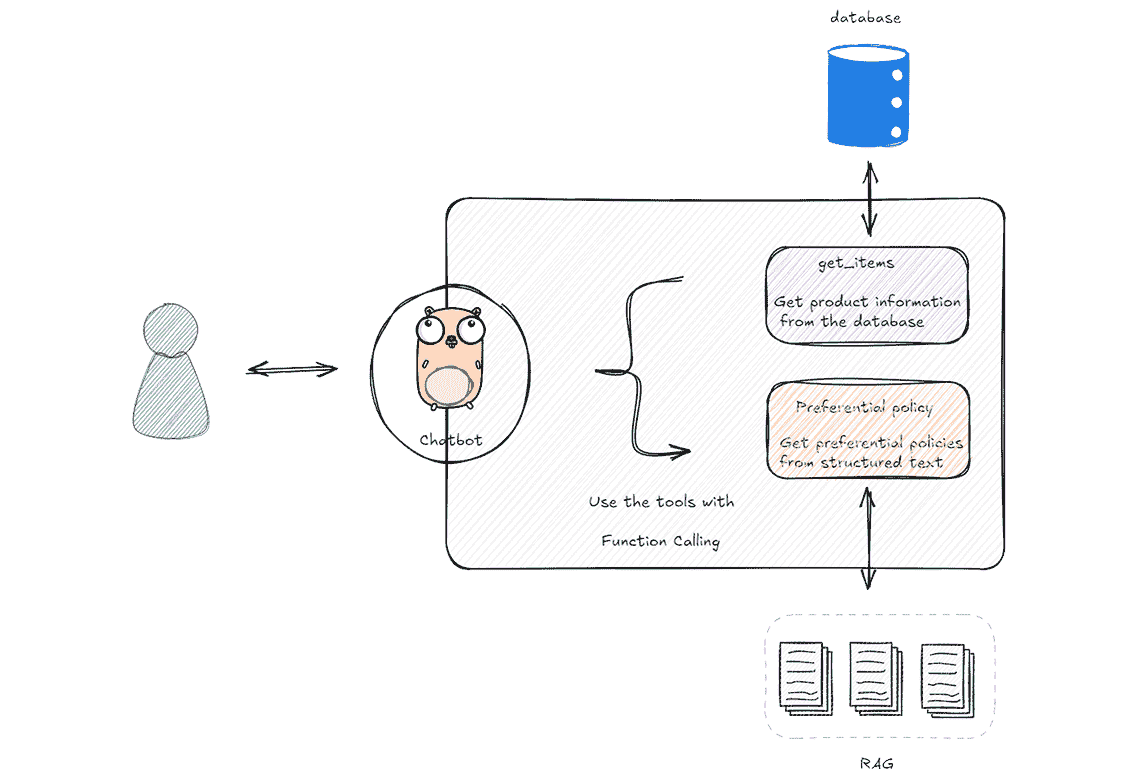 database
get_items
Get product information
from the database
Chatbot
Preferential policy
Get preferential policies
from structured text
Use the tools with
Function Calling
RAG